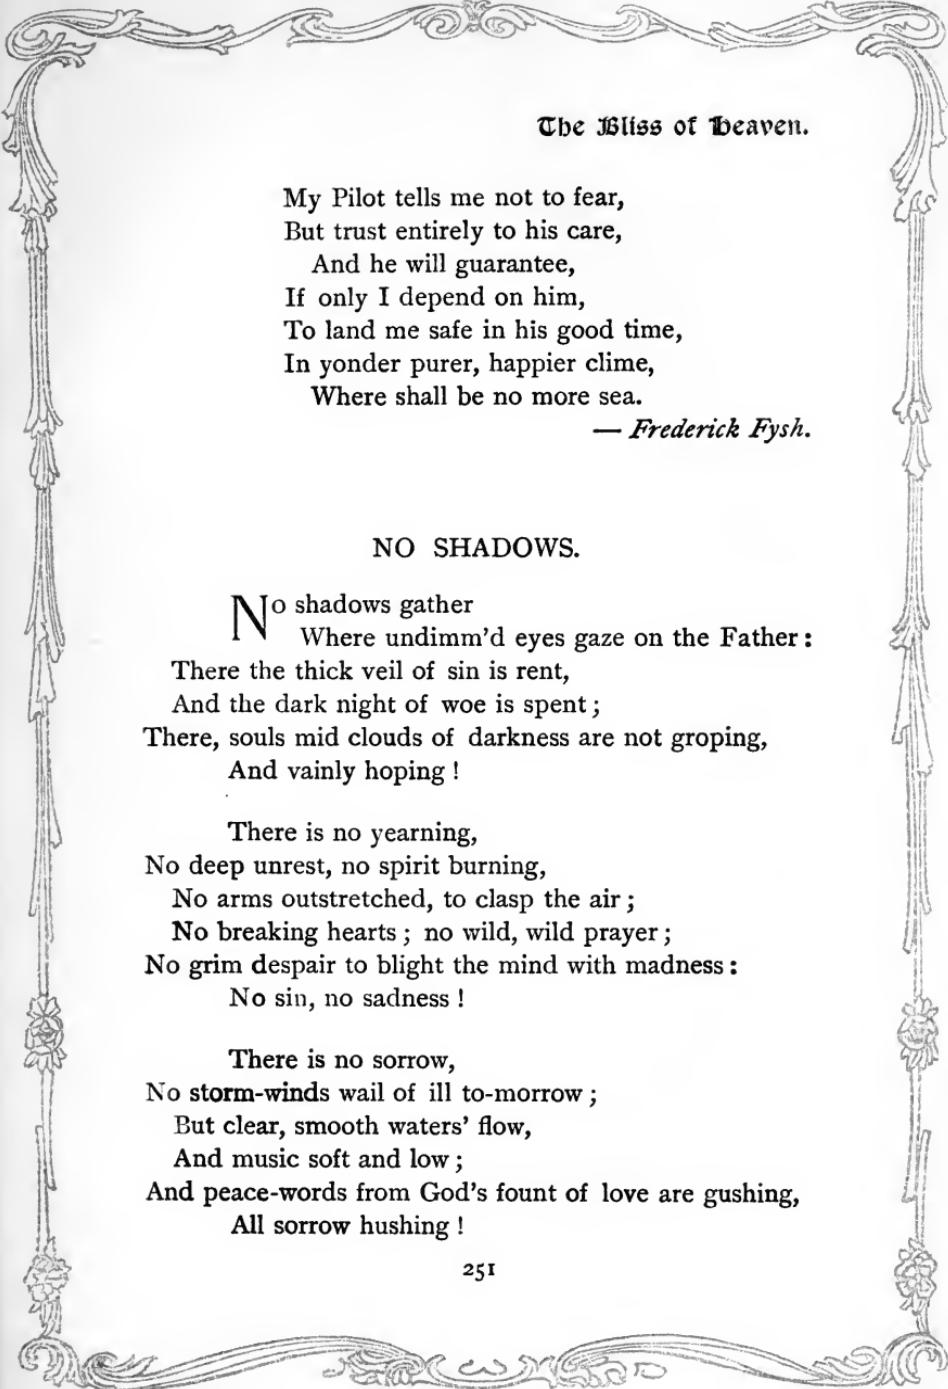 The Bliss of Heaven.
My Pilot tells me not to fear,
But trust entirely to his care,
And he will guarantee,
If only I depend on him,
To land me safe in his good time,
In yonder purer, happier clime,
Where shall be no more sea.
— Frederick Fysh.
NO SHADOWS.
No shadows gather
Where undimm'd eyes gaze on the Father:
There the thick veil of sin is rent,
And the dark night of woe is spent;
There, souls mid clouds of darkness are not groping,
And vainly hoping!
There is no yearning,
No deep unrest, no spirit burning,
No arms outstretched, to clasp the air;
No breaking hearts; no wild, wild prayer;
No grim despair to blight the mind with madness:
No sin, no sadness!
There is no sorrow,
No storm-winds wail of ill to-morrow;
But clear, smooth waters' flow,
And music soft and low;
And peace-words from God's fount of love are gushing,
All sorrow hushing!
251